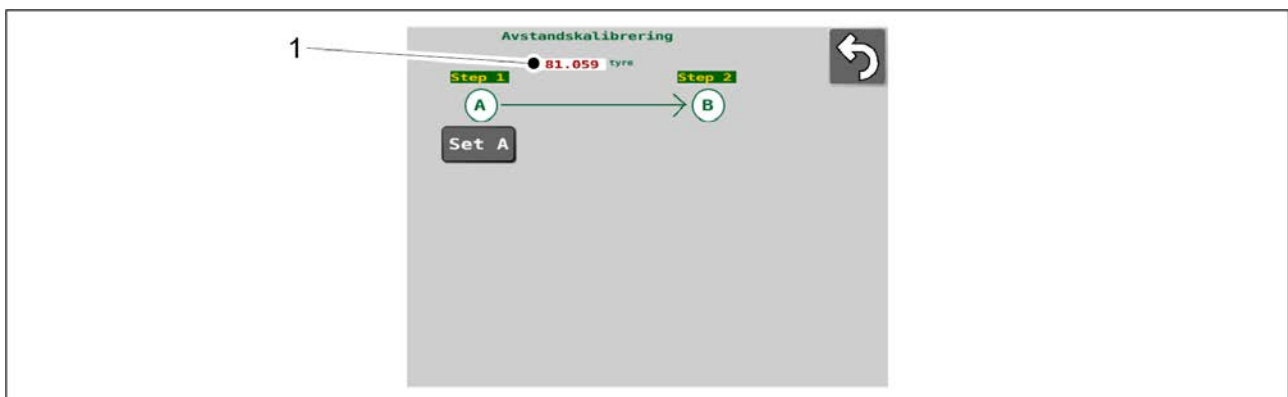 1
Avstandskalibrering
81.059 tyre
Step 1 Step 2
A B
Set A